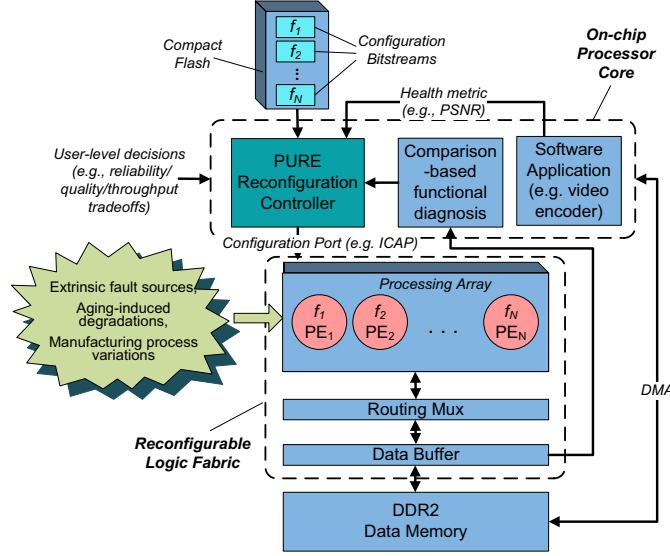 f1
f2
⋮
fN
Compact
Flash
Configuration
Bitstreams
On-chip
Processor
Core
Health metric
(e.g., PSNR)
User-level decisions
(e.g., reliability/
quality/throughput
tradeoffs)
PURE
Reconfiguration
Controller
Comparison
-based
functional
diagnosis
Software
Application
(e.g. video
encoder)
Configuration Port (e.g. ICAP)
Extrinsic fault sources,
Aging-induced
degradations,
Manufacturing process
variations
Processing Array
f1
PE1
f2
PE2
. . .
fN
PEN
Routing Mux
Data Buffer
Reconfigurable
Logic Fabric
DMA
DDR2
Data Memory